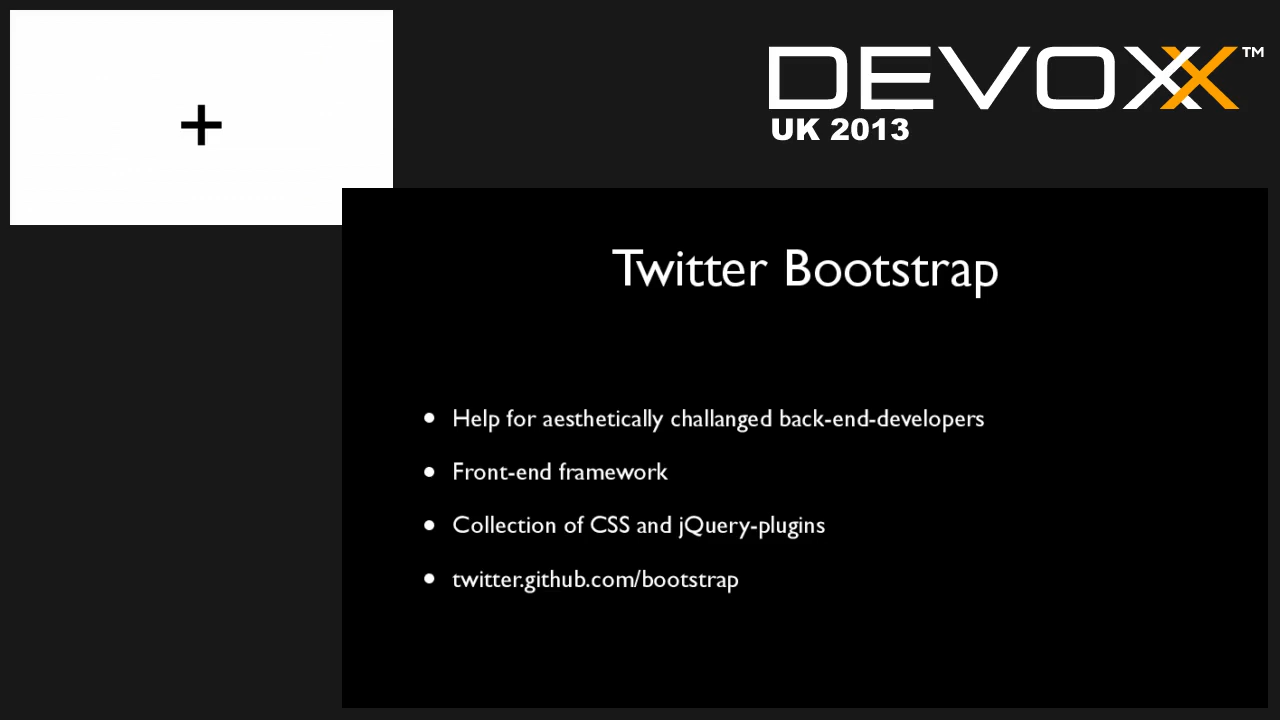 +
DEVOXX™
UK 2013
Twitter Bootstrap
• Help for aesthetically challanged back-end-developers
• Front-end framework
• Collection of CSS and jQuery-plugins
• twitter.github.com/bootstrap